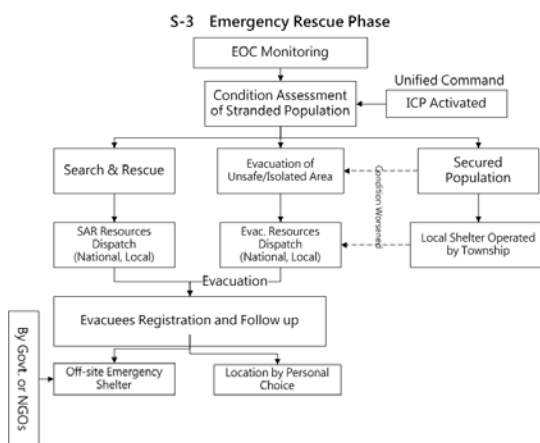 S-3 Emergency Rescue Phase
EOC Monitoring
Unified Command
Condition Assessment
of Stranded Population
ICP Activated
Search & Rescue
Evacuation of
Unsafe/Isolated Area
Condition Worsened
Secured
Population
SAR Resources
Dispatch
(National, Local)
Evac. Resources
Dispatch
(National, Local)
Local Shelter Operated
by Township
Evacuation
Evacuees Registration and Follow up
By Govt. or NGOs
Off-site Emergency
Shelter
Location by Personal
Choice